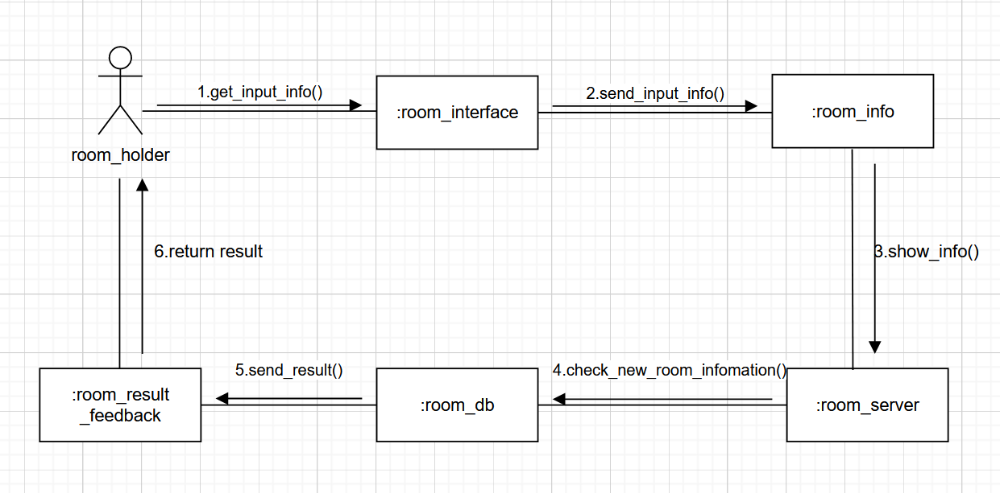 1.get_input_info()
2.send_input_info()
:room_interface
:room_info
room_holder
6.return result
3.show_info()
5.send_result()
4.check_new_room_infomation()
:room_result
_feedback
:room_db
:room_server